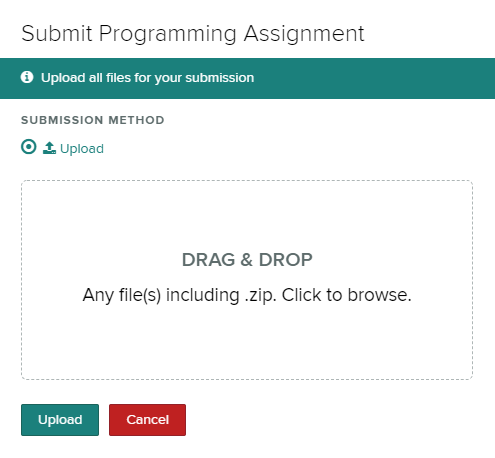 Submit Programming Assignment
Upload all files for your submission
SUBMISSION METHOD
Upload
DRAG & DROP
Any file(s) including .zip. Click to browse.
Upload Cancel